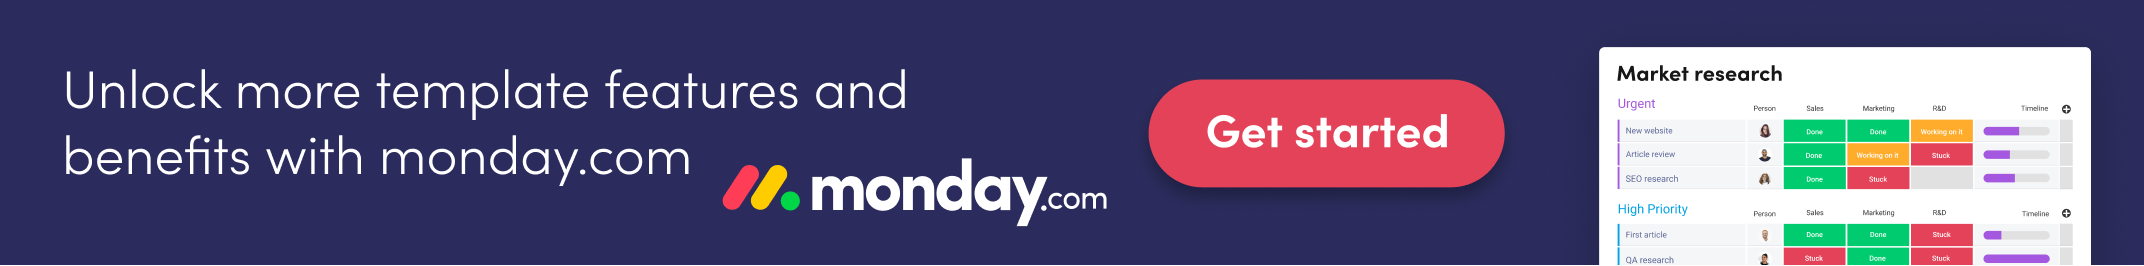 Unlock more template features and
benefits with monday.com
monday.com
Get started
Market research
Urgent Person Sales Marketing R&D Timeline
New website Done Done Working on it
Article review Done Working on it Stuck
SEO research Done Stuck
High Priority Person Sales Marketing R&D Timeline
First article Done Done Stuck
QA research Stuck Done Stuck